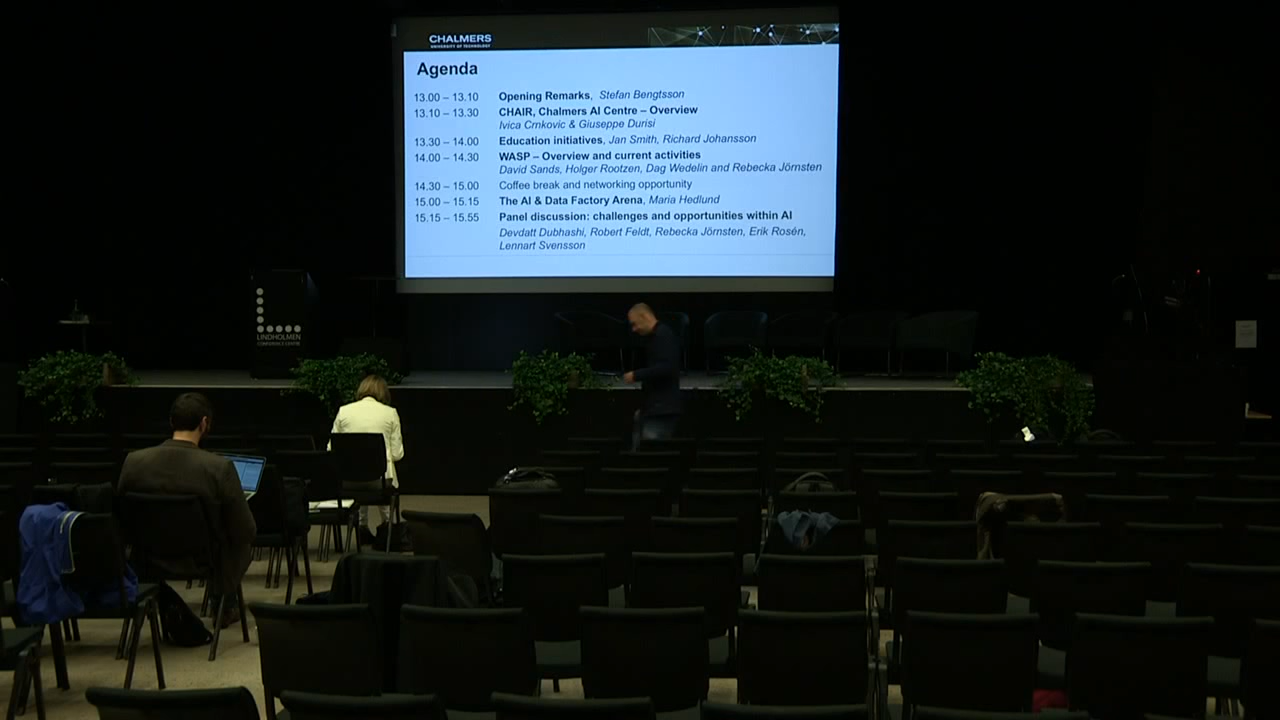 CHALMERS
UNIVERSITY OF TECHNOLOGY
Agenda
13.00 – 13.10 Opening Remarks, Stefan Bengtsson
13.10 – 13.30 CHAIR, Chalmers AI Centre – Overview
Ivica Crnkovic & Giuseppe Durisi
13.30 – 14.00 Education initiatives, Jan Smith, Richard Johansson
14.00 – 14.30 WASP – Overview and current activities
David Sands, Holger Rootzen, Dag Wedelin and Rebecka Jörnsten
14.30 – 15.00 Coffee break and networking opportunity
15.00 – 15.15 The AI & Data Factory Arena, Maria Hedlund
15.15 – 15.55 Panel discussion: challenges and opportunities within AI
Devdatt Dubhashi, Robert Feldt, Rebecka Jörnsten, Erik Rosén,
Lennart Svensson
LINDHOLMEN
CONFERENCE CENTRE